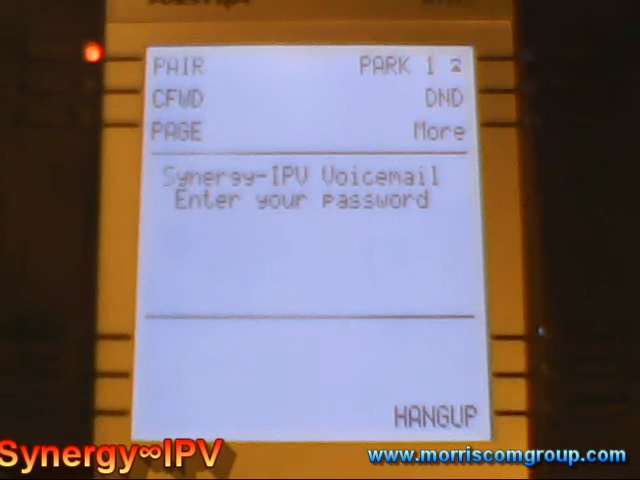 PAIR PARK 1
CFWD DND
PAGE More
Synergy-IPV Voicemail
Enter your password
HANGUP
Synergy∞IPV
www.morriscomgroup.com